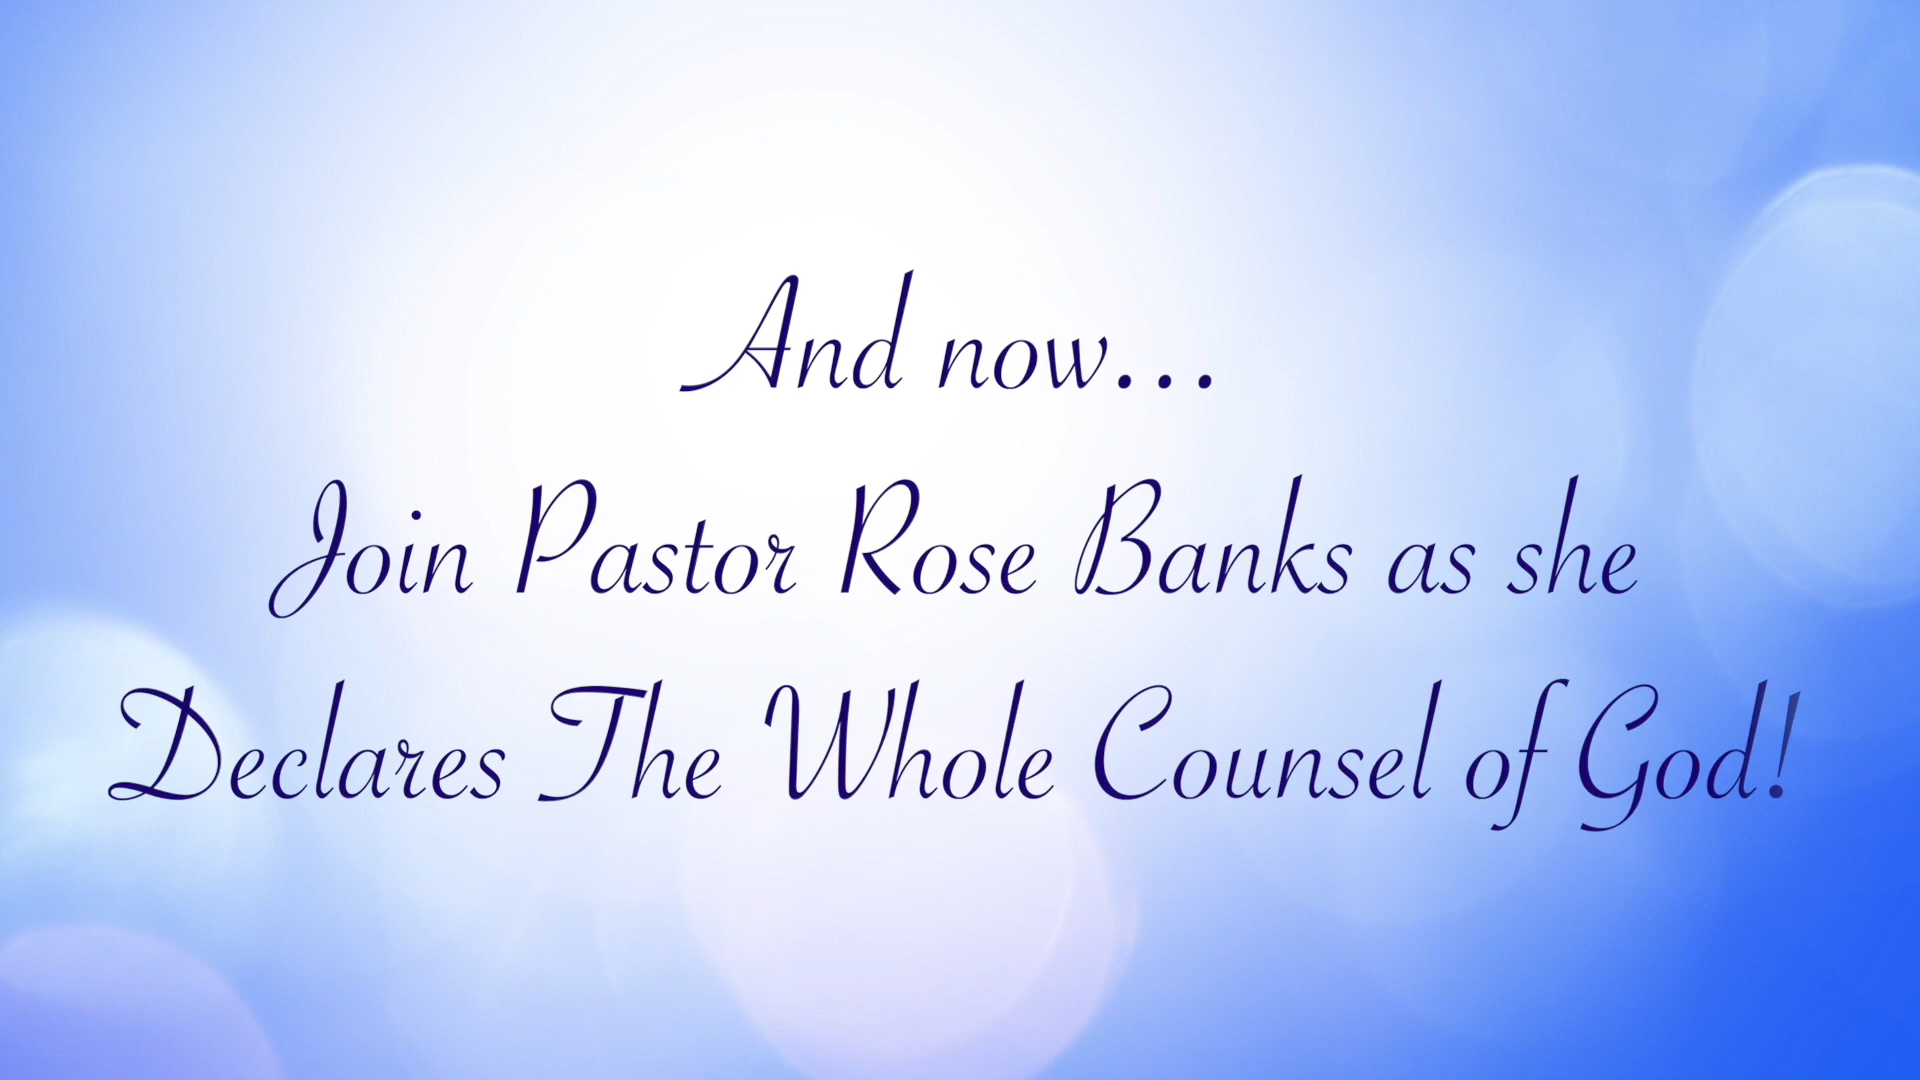 And now...
Join Pastor Rose Banks as she
Declares The Whole Counsel of God!